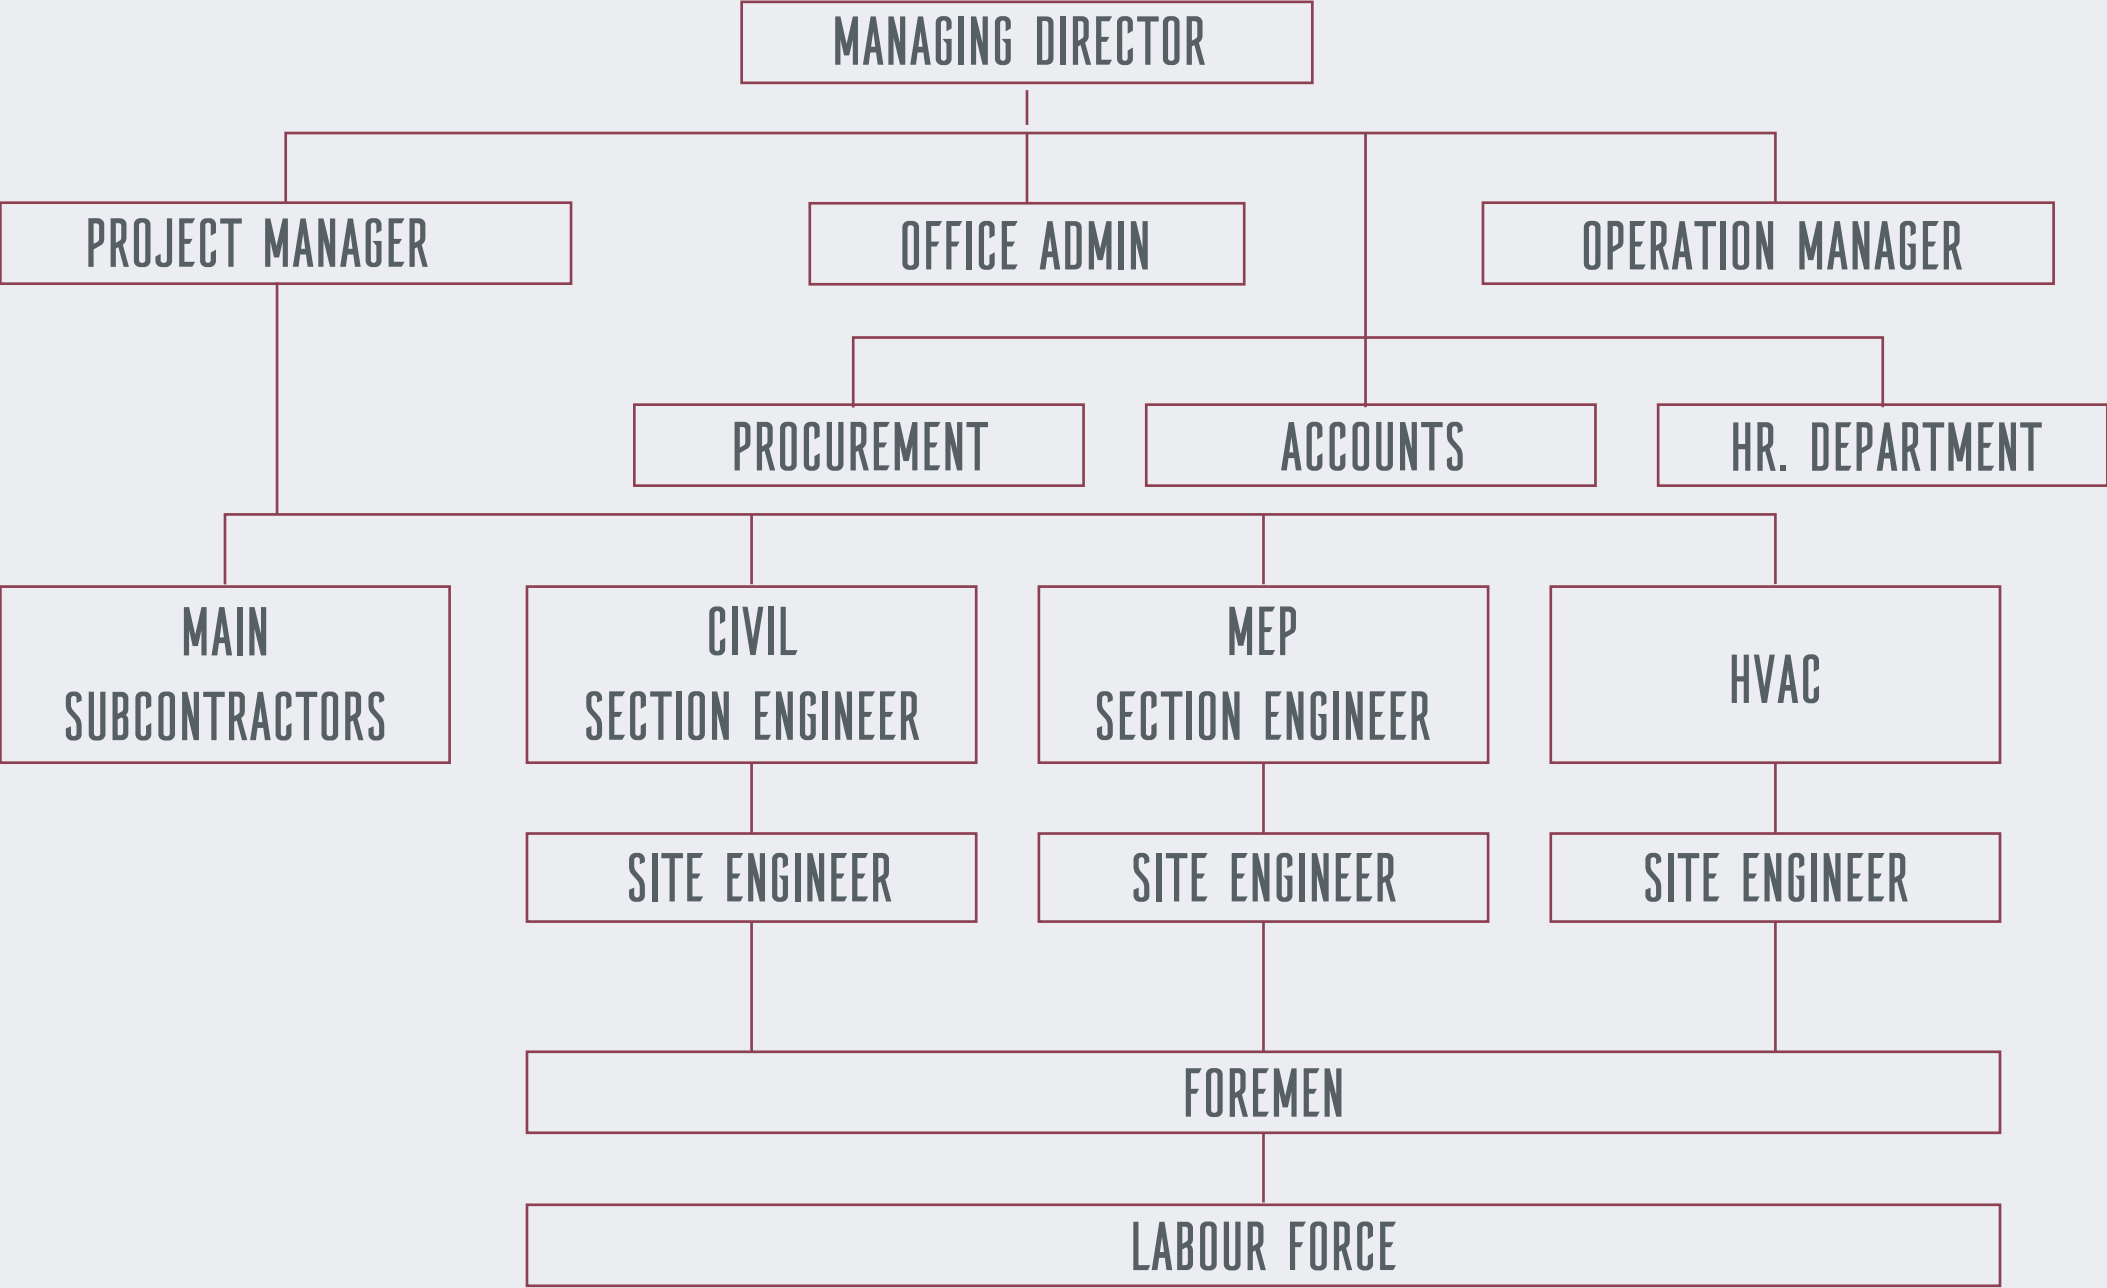 MANAGING DIRECTOR
PROJECT MANAGER
OFFICE ADMIN
OPERATION MANAGER
PROCUREMENT
ACCOUNTS
HR. DEPARTMENT
MAIN
SUBCONTRACTORS
CIVIL
SECTION ENGINEER
MEP
SECTION ENGINEER
HVAC
SITE ENGINEER
SITE ENGINEER
SITE ENGINEER
FOREMEN
LABOUR FORCE